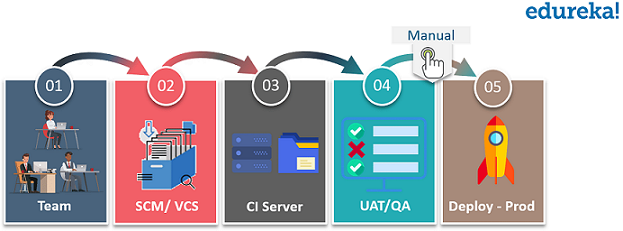 edureka!
Manual
01
02
03
04
05
Team
SCM/ VCS
CI Server
UAT/QA
Deploy - Prod